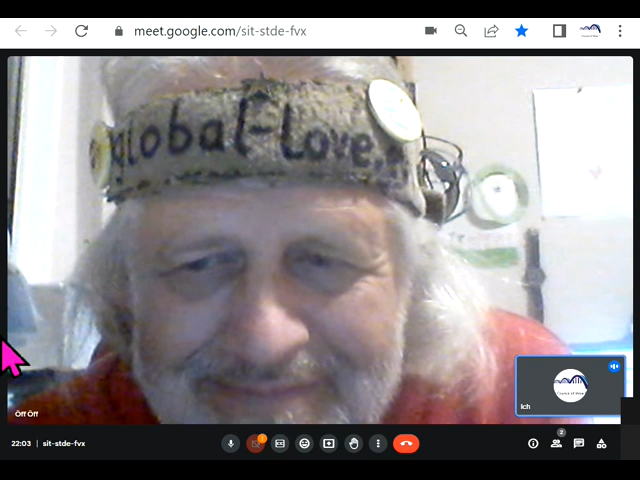 meet.google.com/sit-stde-fvx
global-Love
Öff Öff
Ich
2
22:03 | sit-stde-fvx